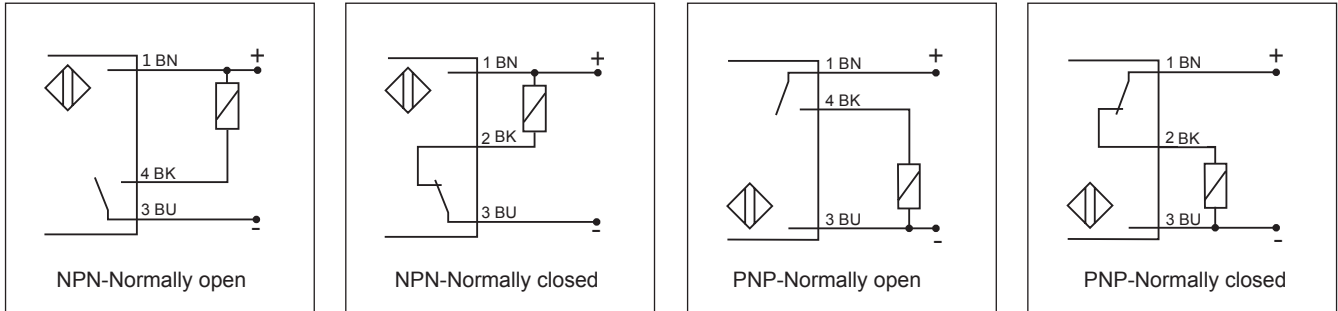 1 BN
+
4 BK
3 BU
-
NPN-Normally open
1 BN
+
2 BK
3 BU
-
NPN-Normally closed
1 BN
+
4 BK
3 BU
-
PNP-Normally open
1 BN
+
2 BK
3 BU
-
PNP-Normally closed